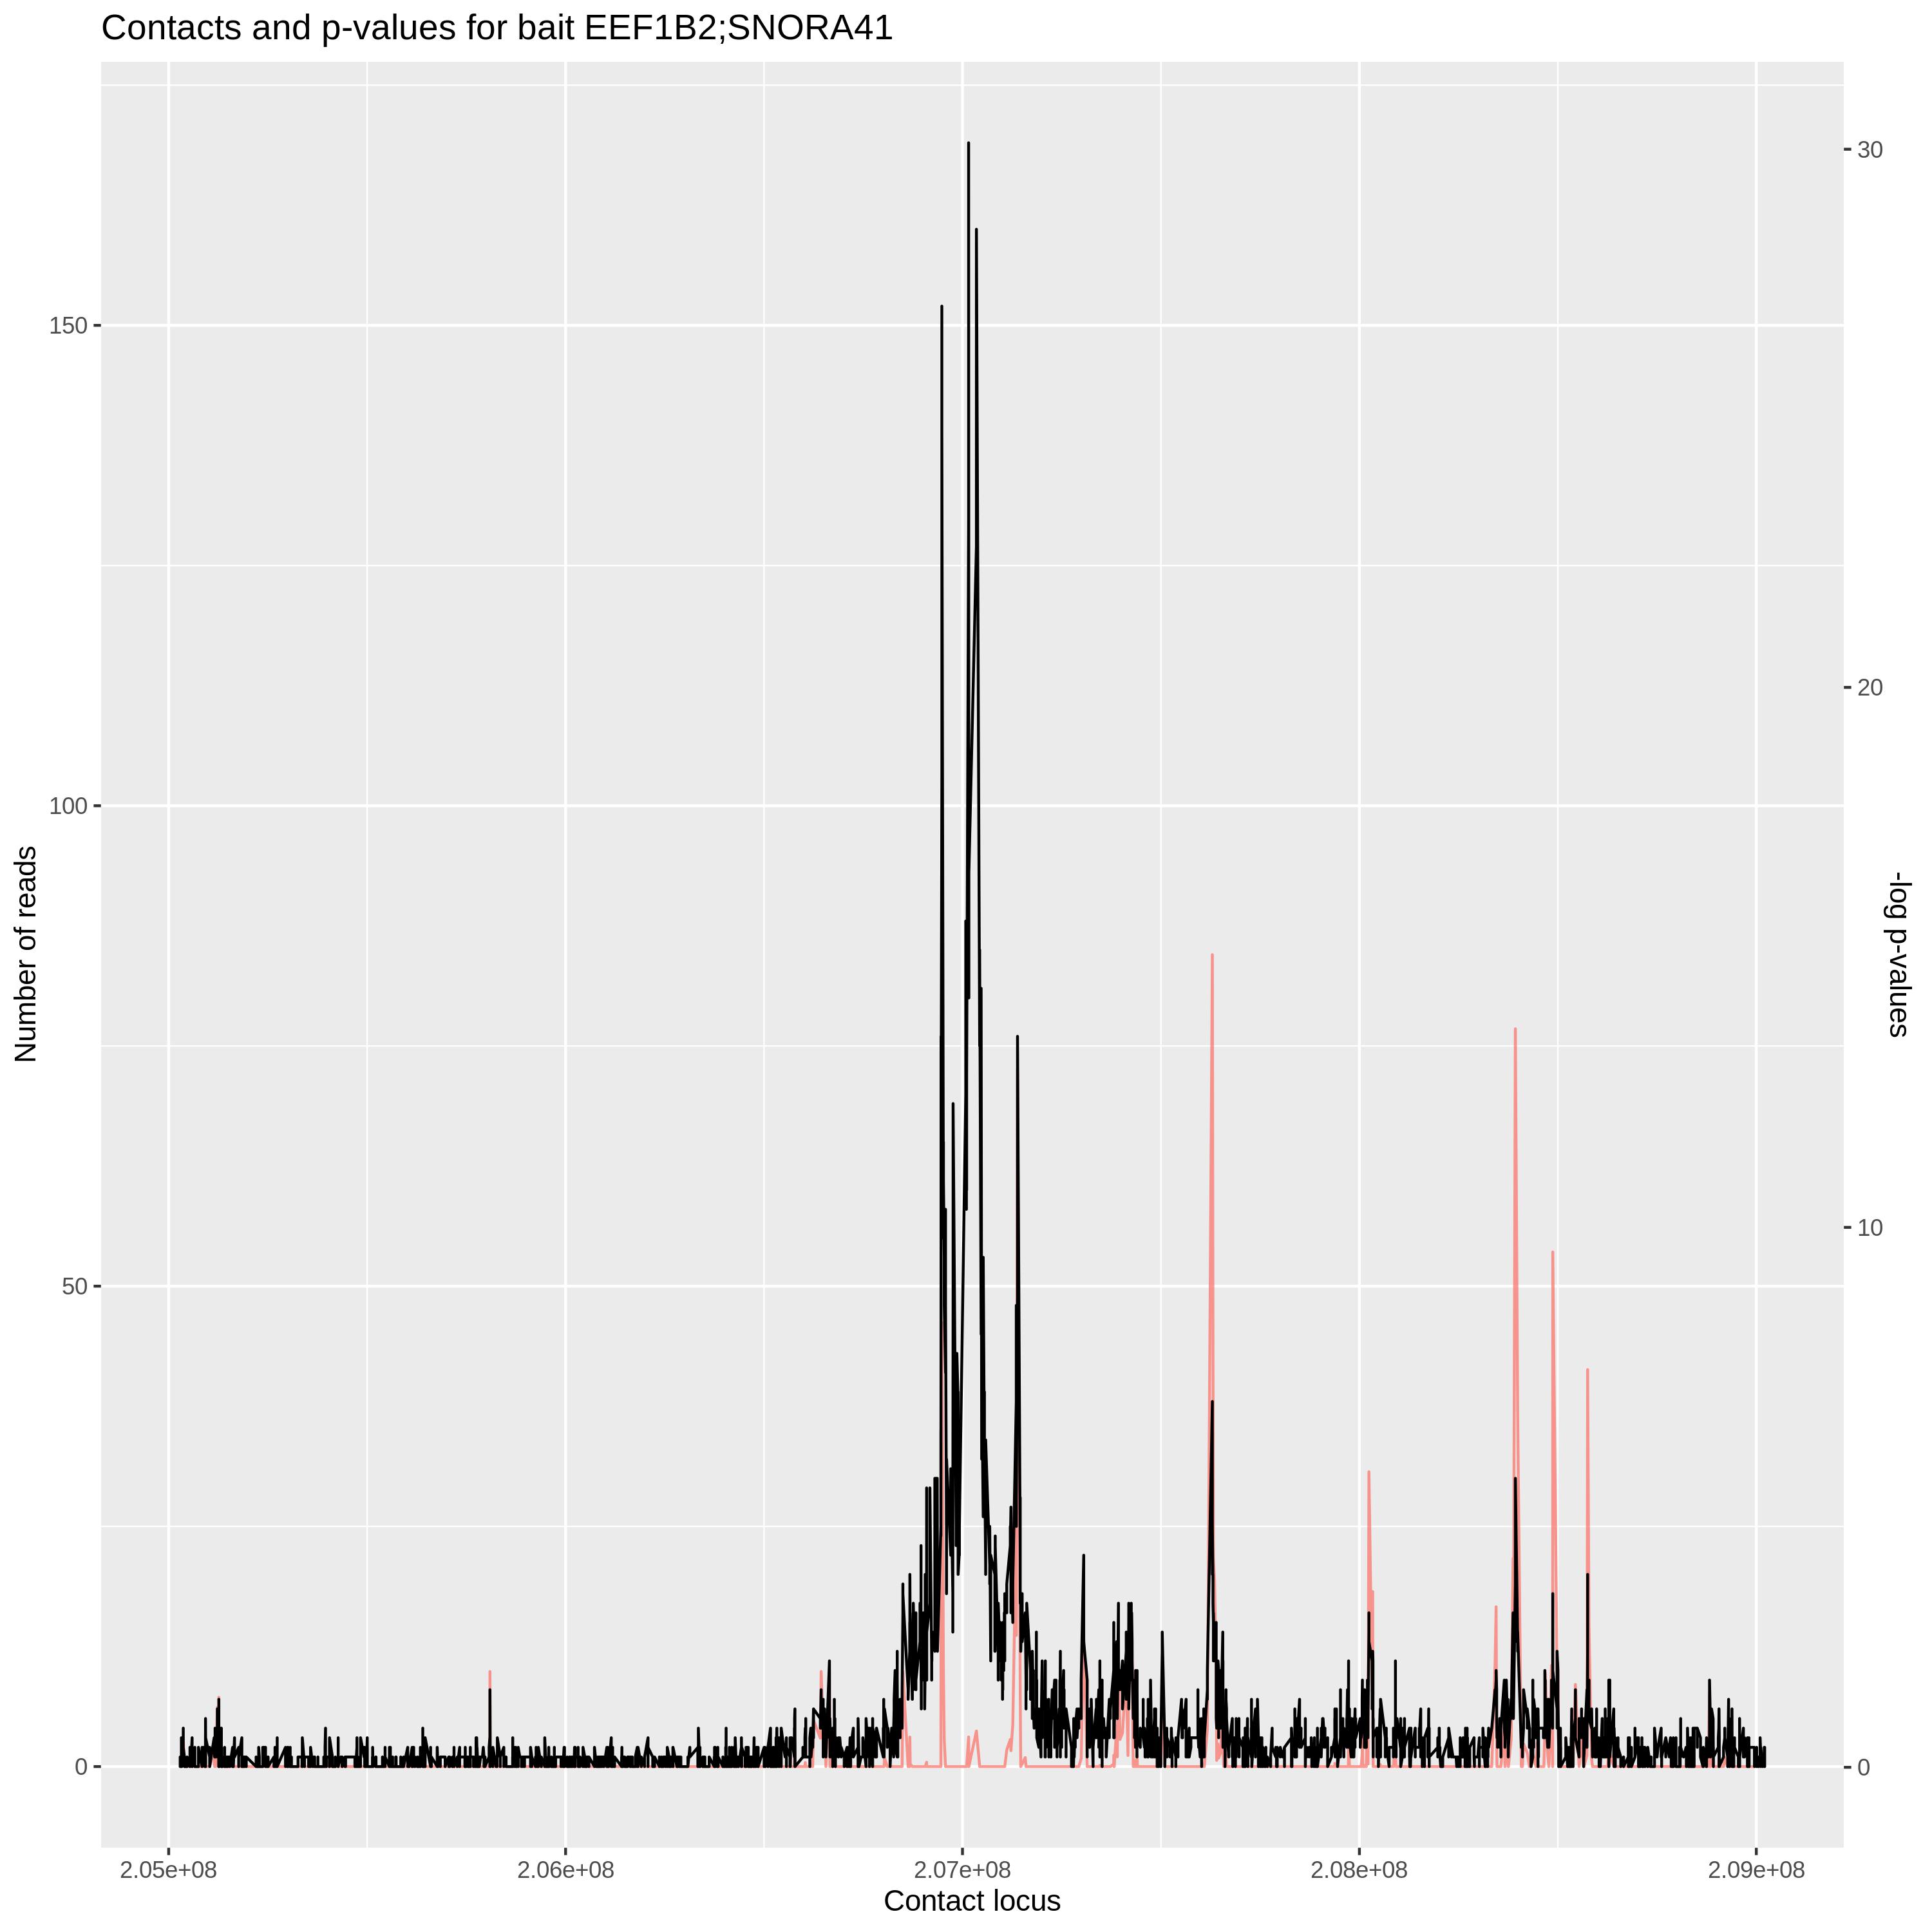 Contacts and p-values for bait EEF1B2;SNORA41
Number of reads
150
100
50
0
30
20
10
0
-log p-values
2.05e+08
2.06e+08
2.07e+08
2.08e+08
2.09e+08
Contact locus